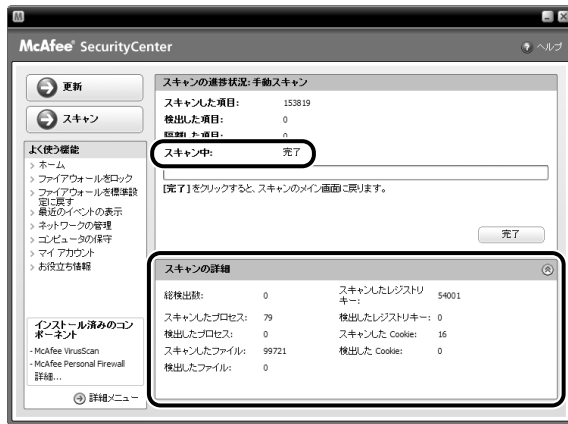 McAfee® SecurityCenter
ヘルプ
更新
スキャン
よく使う機能
> ホーム
> ファイアウォールをロック
> ファイアウォールを標準設
定に戻す
> 最近のイベントの表示
> ネットワークの管理
> コンピュータの保守
> マイ アカウント
> お役立ち情報
インストール済みのコン
ポーネント
- McAfee VirusScan
- McAfee Personal Firewall
詳細...
詳細メニュー
スキャンの進捗状況: 手動スキャン
スキャンした項目: 153819
検出した項目: 0
隔離した項目: 0
スキャン中: 完了
[完了] をクリックすると、スキャンのメイン画面に戻ります。
完了
スキャンの詳細
総検出数: 0
スキャンしたレジストリ
キー: 54001
スキャンしたプロセス: 79
検出したレジストリキー: 0
検出したプロセス: 0
スキャンした Cookie: 16
スキャンしたファイル: 99721
検出した Cookie: 0
検出したファイル: 0